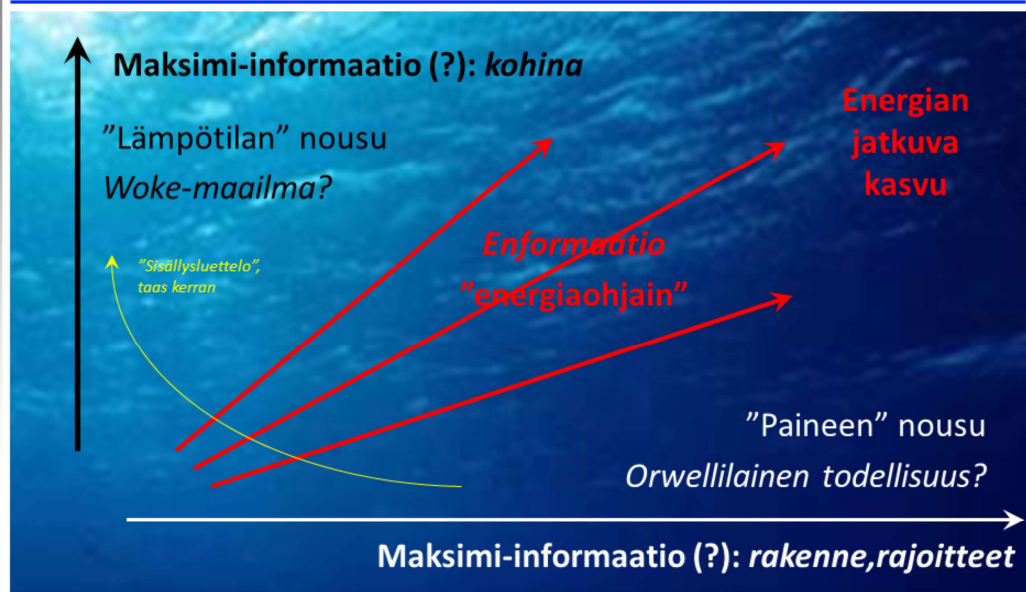 Maksimi-informaatio (?): kohina
”Lämpötilan” nousu
Woke-maailma?
Energian
jatkuva
kasvu
Enformaatio
”energiaohjain”
”Sisällysluettelo”,
taas kerran
”Paineen” nousu
Orwellilainen todellisuus?
Maksimi-informaatio (?): rakenne,rajoitteet